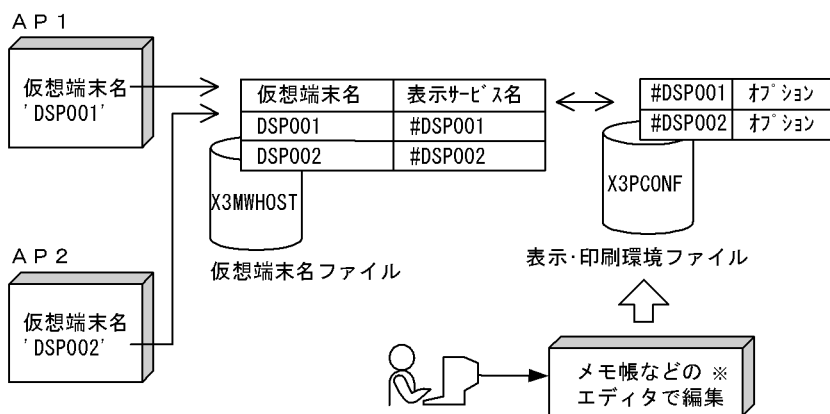 ＡＰ１
仮想端末名
'DSP001'
仮想端末名 表示ｻｰﾋﾞｽ名
DSP001 #DSP001
DSP002 #DSP002
X3MWHOST
仮想端末名ファイル
#DSP001 ｵﾌﾟｼｮﾝ
#DSP002 ｵﾌﾟｼｮﾝ
X3PCONF
表示・印刷環境ファイル
ＡＰ２
仮想端末名
'DSP002'
メモ帳などの ※
エディタで編集